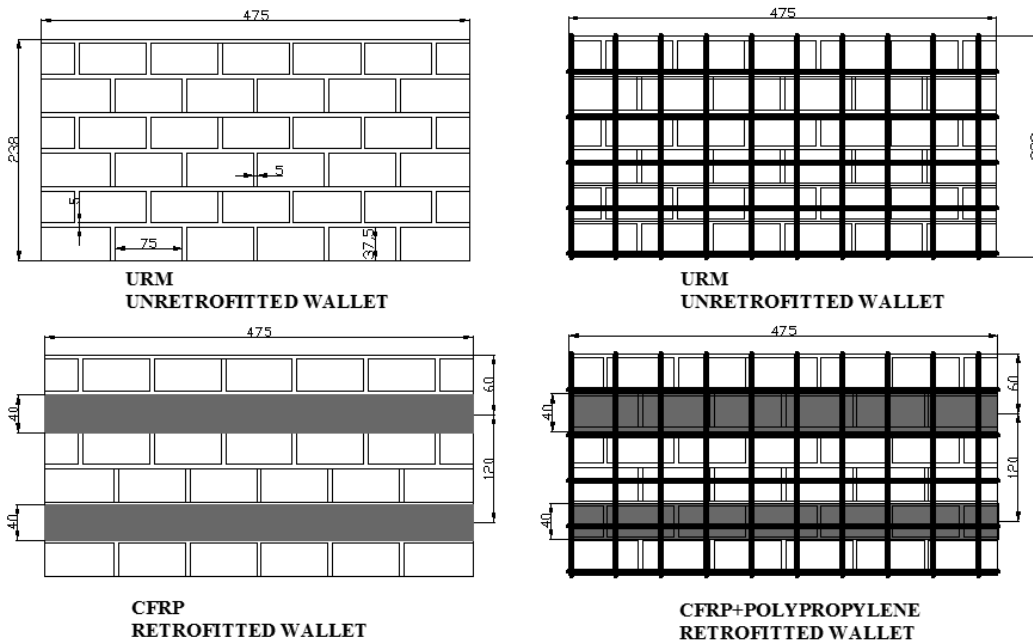 475
238
5
5
75
37,5
URM
UNRETROFITTED WALLET
475
URM
UNRETROFITTED WALLET
475
60
40
120
40
CFRP
RETROFITTED WALLET
475
60
40
120
40
CFRP+POLYPROPYLENE
RETROFITTED WALLET